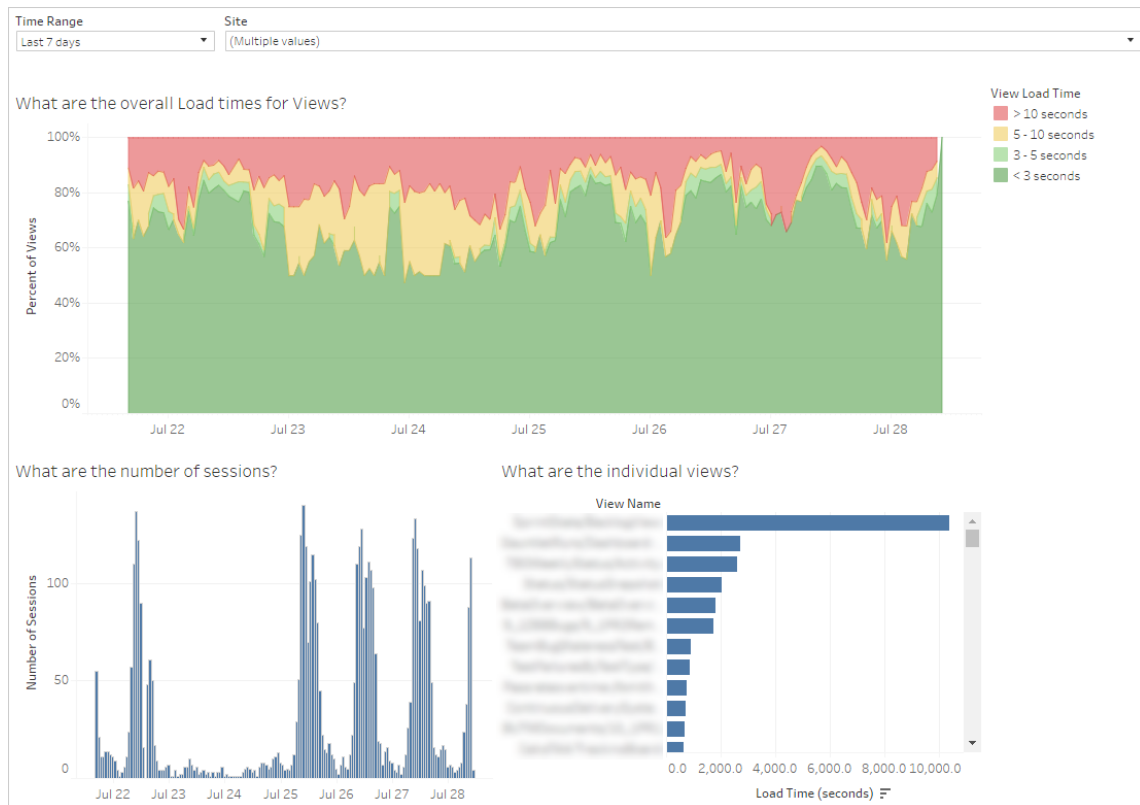 Time Range
Site
Last 7 days
(Multiple values)
What are the overall Load times for Views?
View Load Time
> 10 seconds
5 - 10 seconds
3 - 5 seconds
< 3 seconds
100%
80%
60%
40%
20%
0%
Percent of Views
Jul 22
Jul 23
Jul 24
Jul 25
Jul 26
Jul 27
Jul 28
What are the number of sessions?
100
50
0
Number of Sessions
Jul 22
Jul 23
Jul 24
Jul 25
Jul 26
Jul 27
Jul 28
What are the individual views?
View Name
0.0
2,000.0
4,000.0
6,000.0
8,000.0
10,000.0
Load Time (seconds)